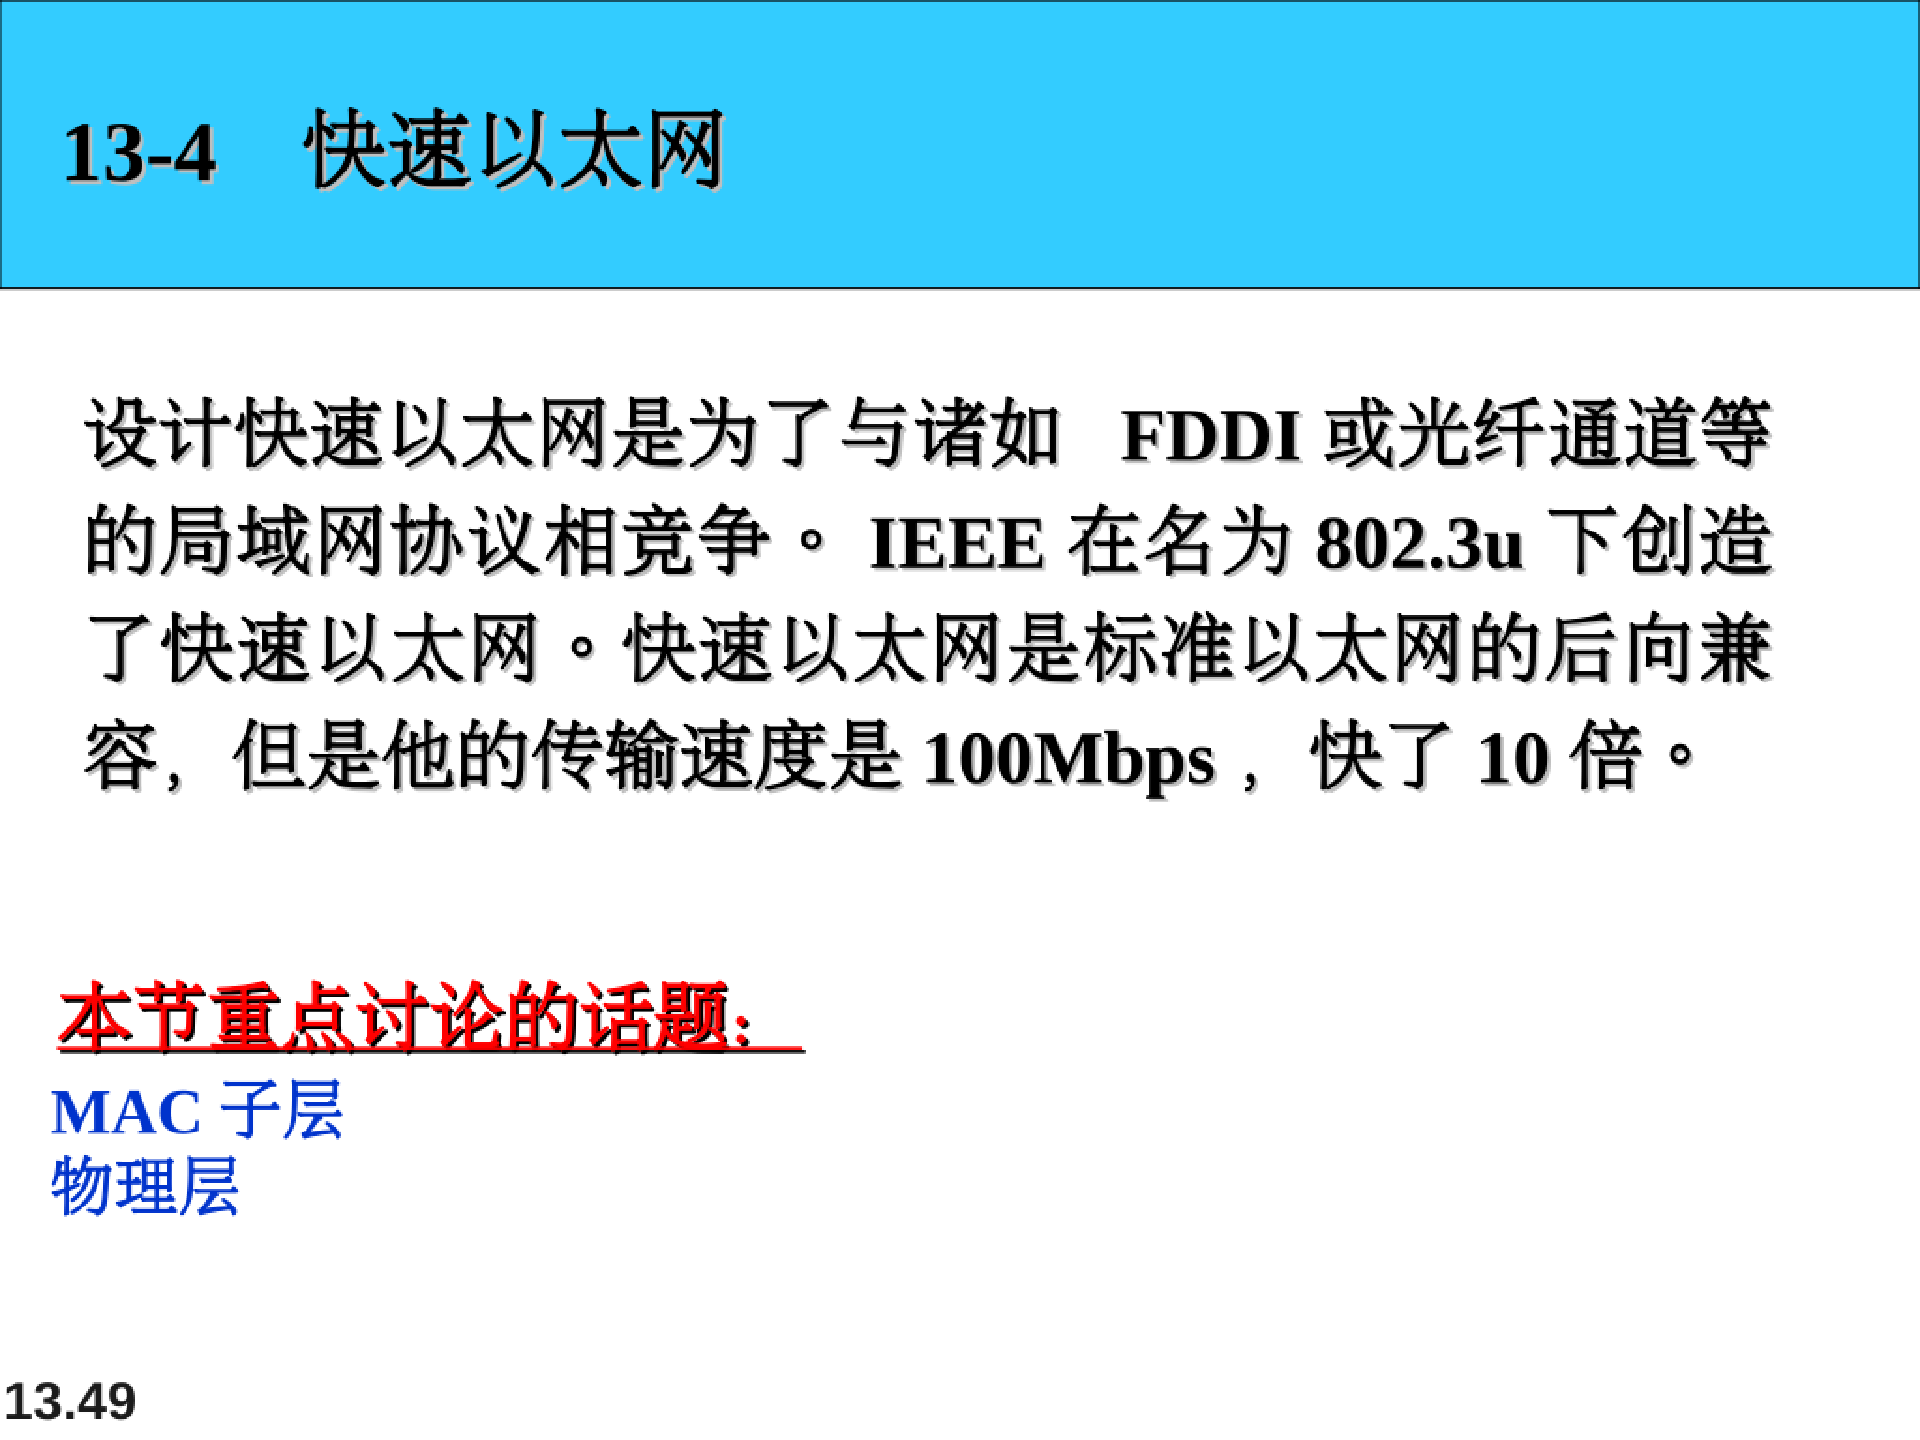 13-4 快速以太网
设计快速以太网是为了与诸如 FDDI 或光纤通道等
的局域网协议相竞争。 IEEE 在名为 802.3u 下创造
了快速以太网。快速以太网是标准以太网的后向兼
容，但是他的传输速度是 100Mbps ，快了 10 倍。
本节重点讨论的话题：
MAC 子层
物理层
13.49